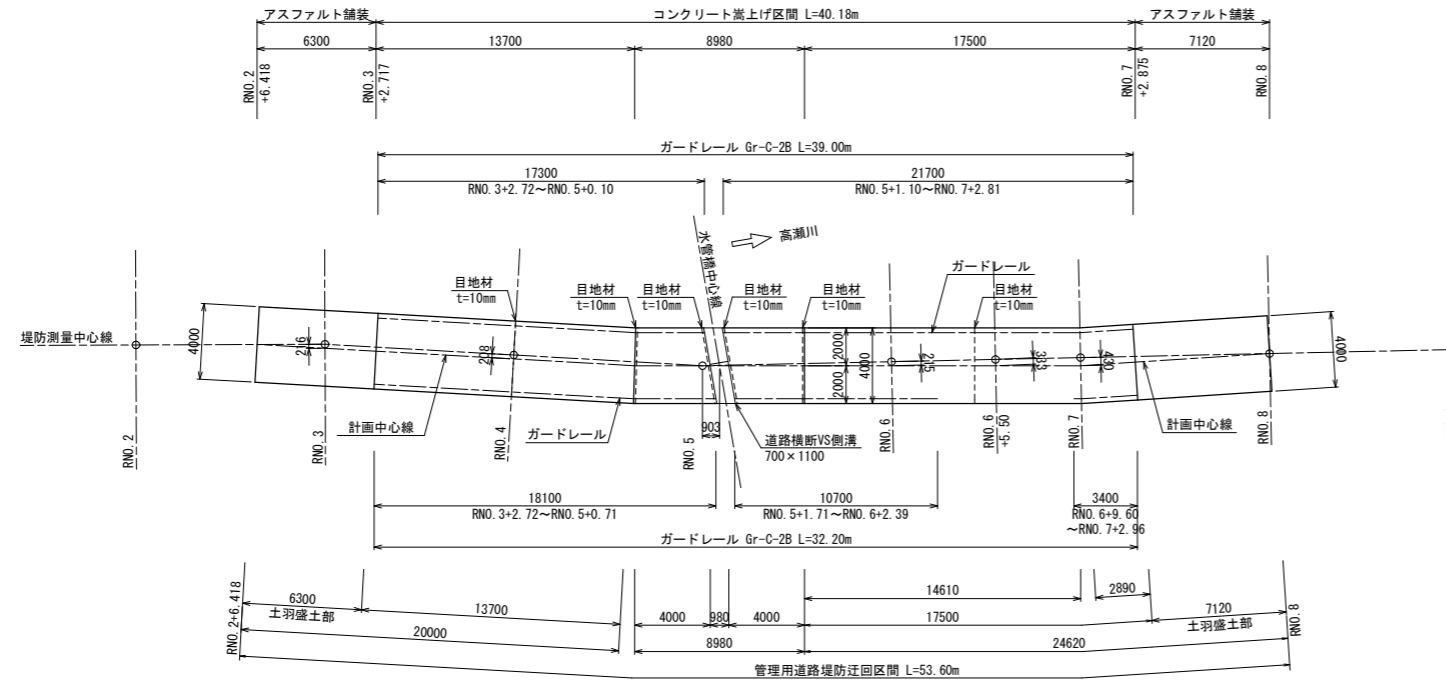 アスファルト舗装
コンクリート嵩上げ区間 L=40.18m
アスファルト舗装
6300
13700
8980
17500
7120
RNO.2
+6.418
RNO.3
+2.717
RNO.7
+2.875
RNO.8
ガードレール Gr-C-2B L=39.00m
17300
RNO.3+2.72～RNO.5+0.10
21700
RNO.5+1.10～RNO.7+2.81
水管橋中心線
高瀬川
目地材
t=10mm
目地材
t=10mm
目地材
t=10mm
目地材
t=10mm
目地材
t=10mm
ガードレール
目地材
t=10mm
堤防測量中心線
4000
216
208
2000
2000
4000
215
383
430
4000
903
RNO.2
RNO.3
計画中心線
RNO.4
ガードレール
RNO.5
道路横断VS側溝
700×1100
RNO.6
RNO.6
+5.50
RNO.7
計画中心線
RNO.8
18100
RNO.3+2.72～RNO.5+0.71
10700
RNO.5+1.71～RNO.6+2.39
3400
RNO.6+9.60
～RNO.7+2.96
ガードレール Gr-C-2B L=32.20m
RNO.2+6.418
6300
土羽盛土部
13700
20000
4000
980
4000
8980
14610
2890
17500
7120
土羽盛土部
24620
RNO.8
管理用道路堤防迂回区間 L=53.60m